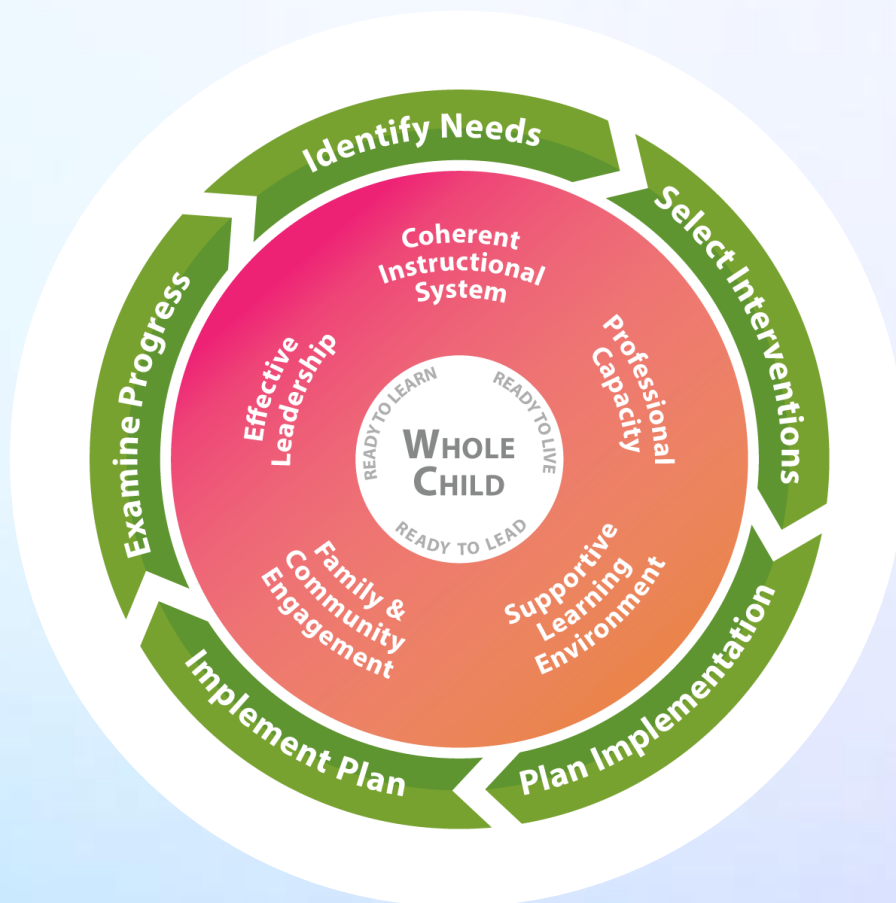 Identify Needs
Select Interventions
Plan Implementation
Implement Plan
Examine Progress
Coherent
Instructional
System
Professional
Capacity
Supportive
Learning
Environment
Family &
Community
Engagement
Effective
Leadership
READY TO LEARN
READY TO LIVE
READY TO LEAD
WHOLE
CHILD